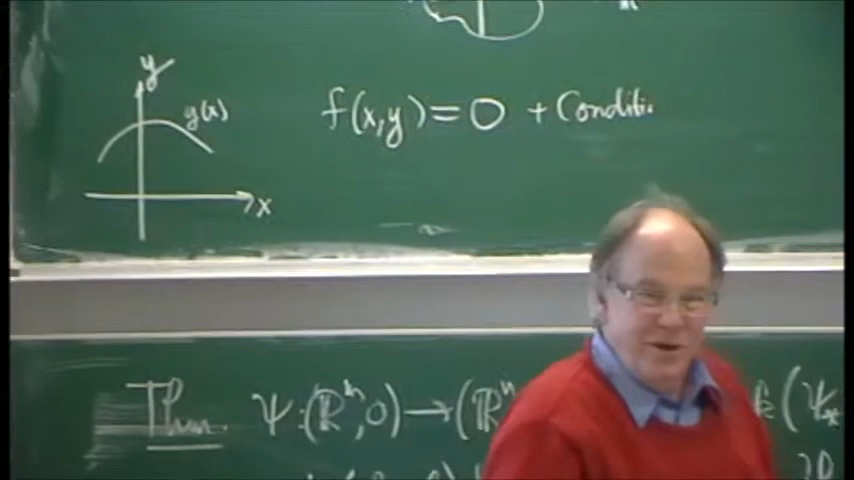 y
y(x)
x
f(x,y) = 0 + Conditi
Thm. Ψ: (ℝⁿ, 0) → (ℝⁿ
(Ψ*